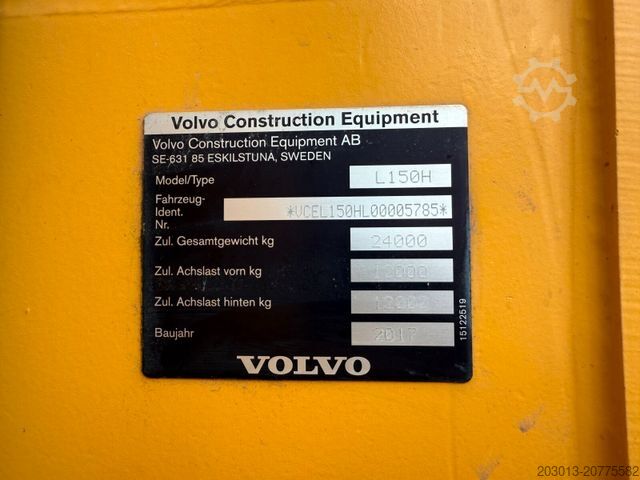 Volvo Construction Equipment
Volvo Construction Equipment AB
SE-631 85 ESKILSTUNA, SWEDEN
Model/Type L150H
Fahrzeug-
Ident. *VCEL150HL00005785*
Nr.
Zul. Gesamtgewicht kg 24000
Zul. Achslast vorn kg
Zul. Achslast hinten kg
Baujahr 2017
15122519
VOLVO
203013-20775582